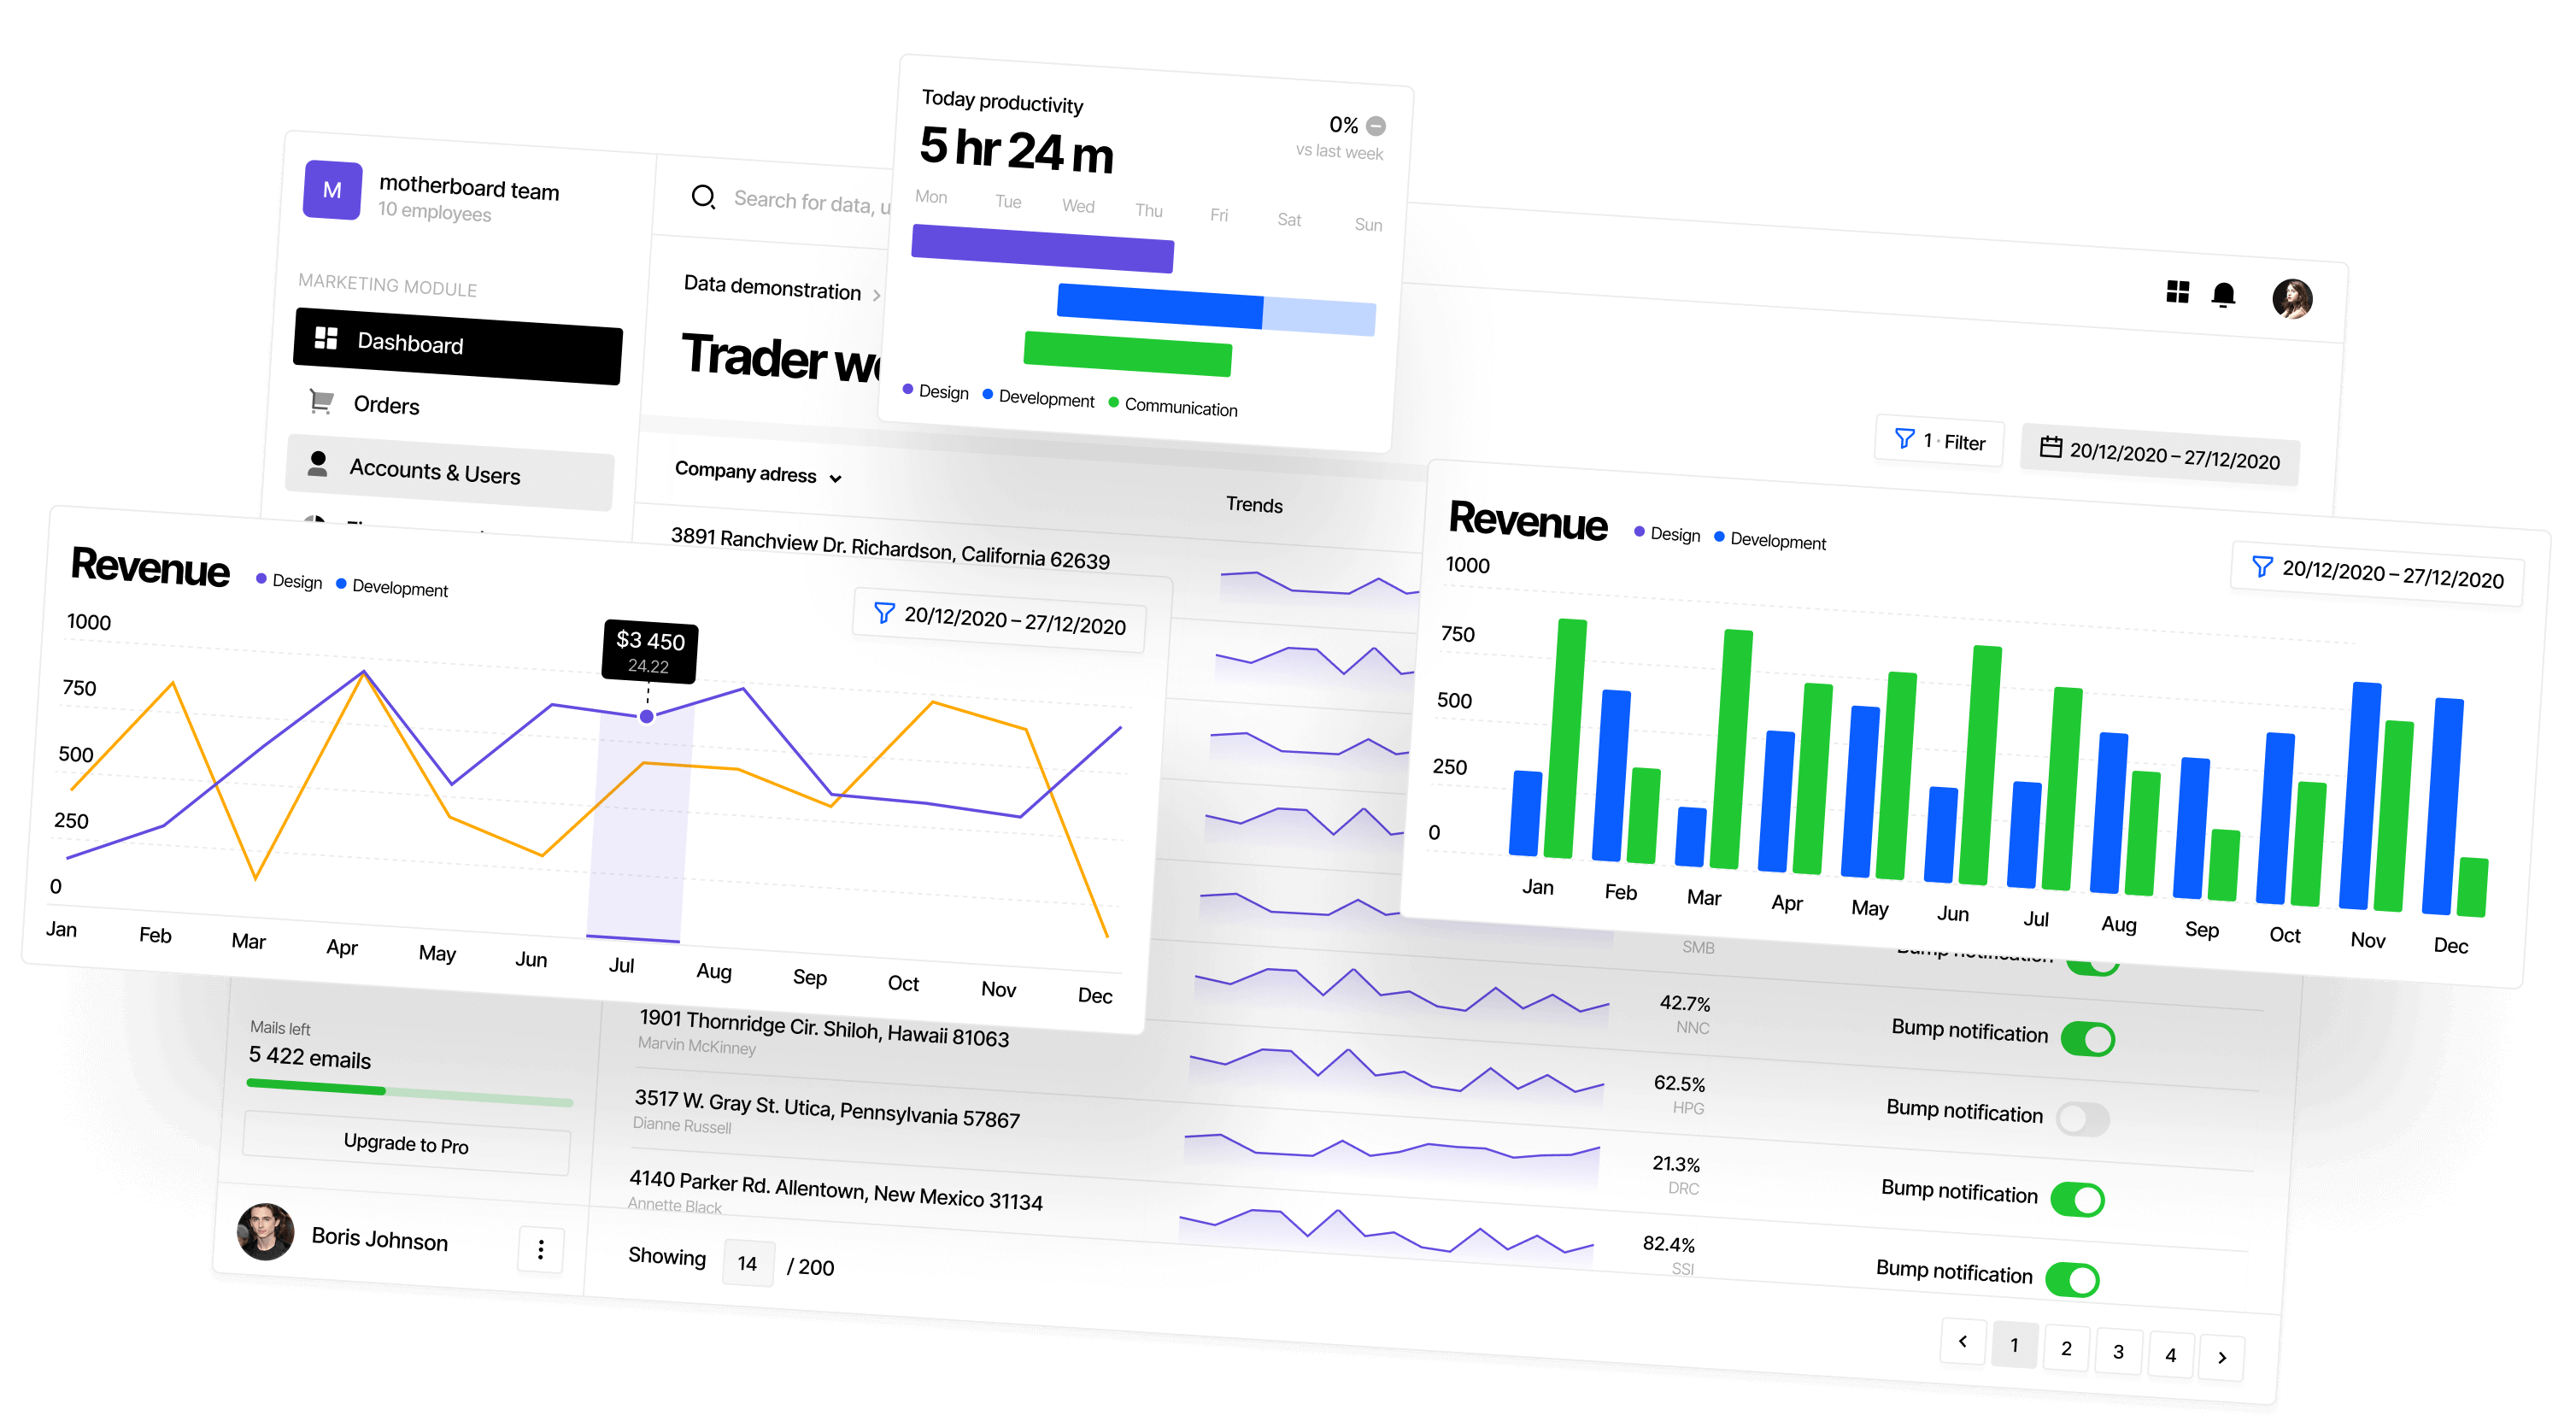 Today productivity
5 hr 24 m
0%
vs last week
Mon Tue Wed Thu Fri Sat Sun
Design Development Communication
M
motherboard team
10 employees
MARKETING MODULE
Dashboard
Orders
Accounts & Users
Search for data,
Data demonstration
Trader
1 · Filter
20/12/2020 – 27/12/2020
Company adress
Trends
3891 Ranchview Dr. Richardson, California 62639
Revenue
Design Development
20/12/2020 – 27/12/2020
1000
750
500
250
0
$3 450
24.22
Jan Feb Mar Apr May Jun Jul Aug Sep Oct Nov Dec
Revenue
Design Development
20/12/2020 – 27/12/2020
1000
750
500
250
0
Jan Feb Mar Apr May Jun Jul Aug Sep Oct Nov Dec
SMB
Bump notification
1901 Thornridge Cir. Shiloh, Hawaii 81063
Marvin McKinney
42.7%
NNC
Bump notification
3517 W. Gray St. Utica, Pennsylvania 57867
Dianne Russell
62.5%
HPG
Bump notification
4140 Parker Rd. Allentown, New Mexico 31134
Annette Black
21.3%
DRC
Bump notification
82.4%
SSI
Bump notification
Mails left
5 422 emails
Upgrade to Pro
Boris Johnson
Showing 14 / 200
1 2 3 4